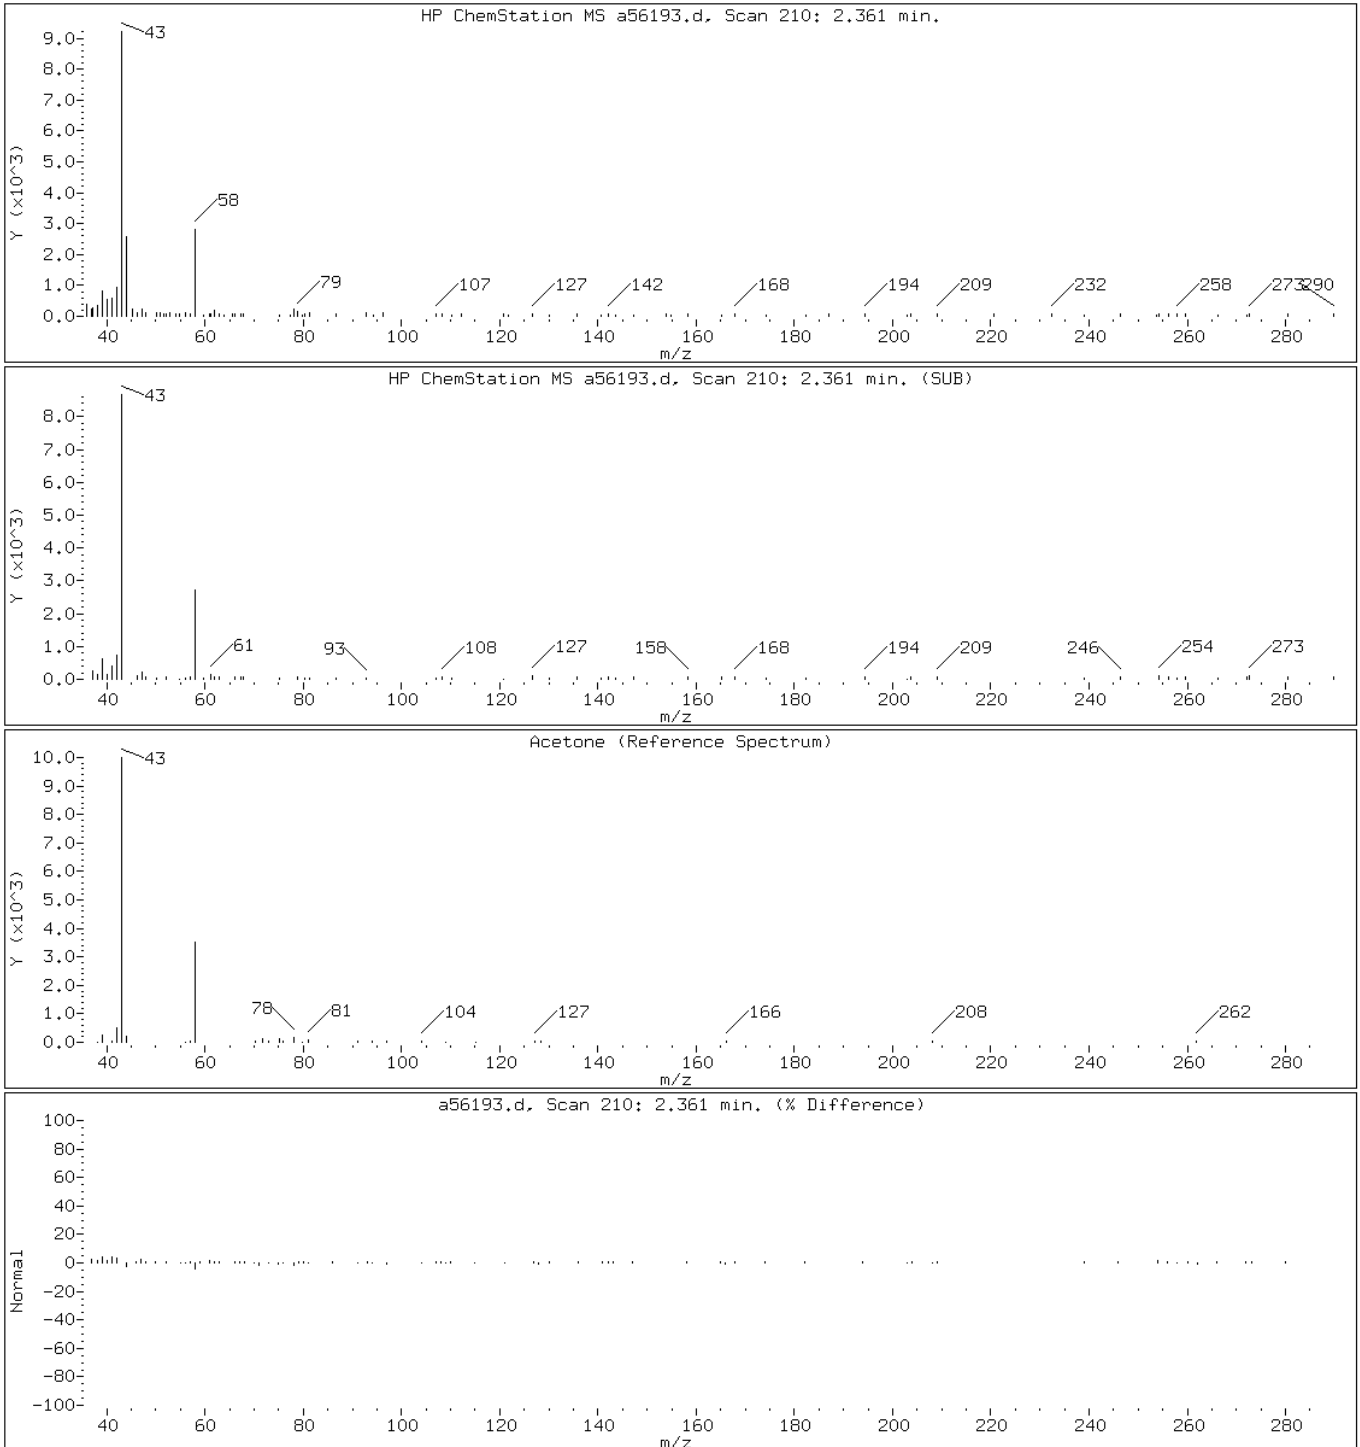 HP ChemStation MS a56193.d, Scan 210: 2.361 min.
43
9.0
8.0
7.0
6.0
5.0
4.0
3.0
2.0
1.0
0.0
Y (x10^3)
58
79 107 127 142 168 194 209 232 258 273 290
40 60 80 100 120 140 160 180 200 220 240 260 280
m/z
HP ChemStation MS a56193.d, Scan 210: 2.361 min. (SUB)
43
8.0
7.0
6.0
5.0
4.0
3.0
2.0
1.0
0.0
Y (x10^3)
61 93 108 127 158 168 194 209 246 254 273
40 60 80 100 120 140 160 180 200 220 240 260 280
m/z
Acetone (Reference Spectrum)
43
10.0
9.0
8.0
7.0
6.0
5.0
4.0
3.0
2.0
1.0
0.0
Y (x10^3)
78 81 104 127 166 208 262
40 60 80 100 120 140 160 180 200 220 240 260 280
m/z
a56193.d, Scan 210: 2.361 min. (% Difference)
100
80
60
40
20
0
-20
-40
-60
-80
-100
Normal
40 60 80 100 120 140 160 180 200 220 240 260 280
m/z